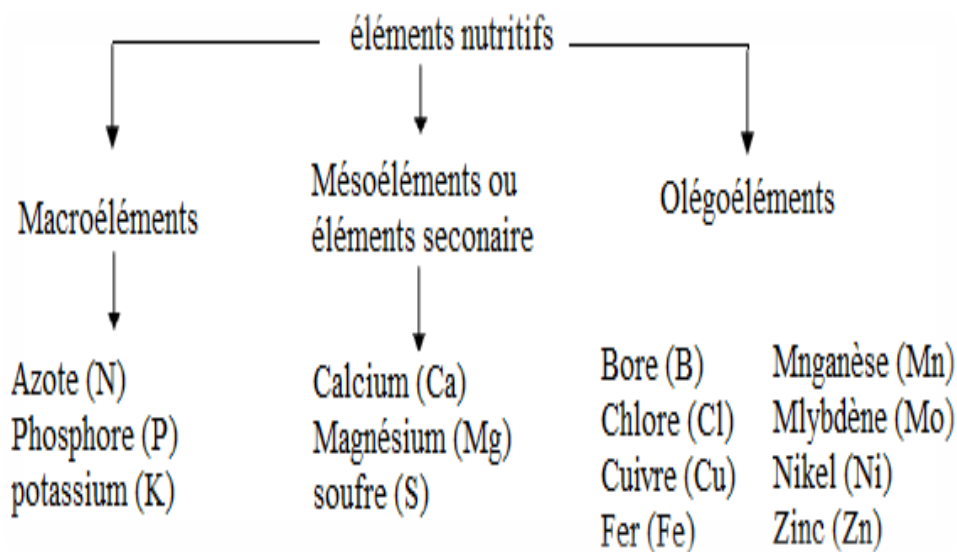 éléments nutritifs
Macroéléments
Mésoéléments ou
éléments seconaire
Olégoéléments
Azote (N)
Phosphore (P)
potassium (K)
Calcium (Ca)
Magnésium (Mg)
soufre (S)
Bore (B)
Chlore (Cl)
Cuivre (Cu)
Fer (Fe)
Mnganèse (Mn)
Mlybdène (Mo)
Nikel (Ni)
Zinc (Zn)